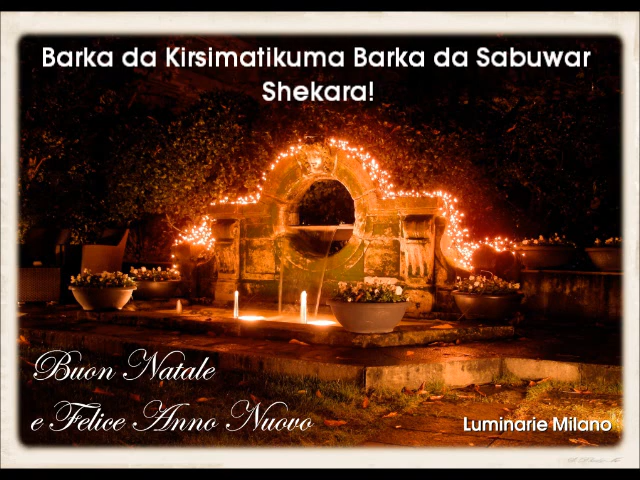 Barka da Kirsimatikuma Barka da Sabuwar
Shekara!
Buon Natale
e Felice Anno Nuovo
Luminarie Milano